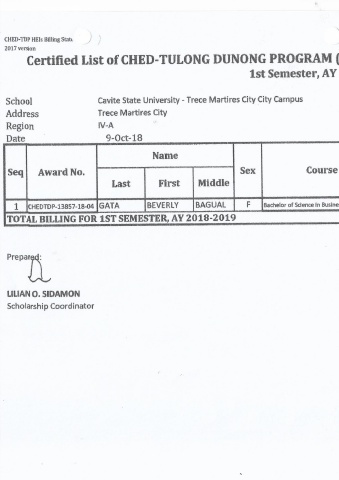 CHED-TDP HEIs Billing Stat.
2017 version
Certified List of CHED-TULONG DUNONG PROGRAM (
1st Semester, AY
School Cavite State University - Trece Martires City City Campus
Address Trece Martires City
Region IV-A
Date 9-Oct-18
Seq Award No. Name Sex Course
Last First Middle
1 CHEDTDP-13857-18-04 GATA BEVERLY BAGUAL F Bachelor of Science in Busine
TOTAL BILLING FOR 1ST SEMESTER, AY 2018-2019
Prepared:
LILIAN O. SIDAMON
Scholarship Coordinator